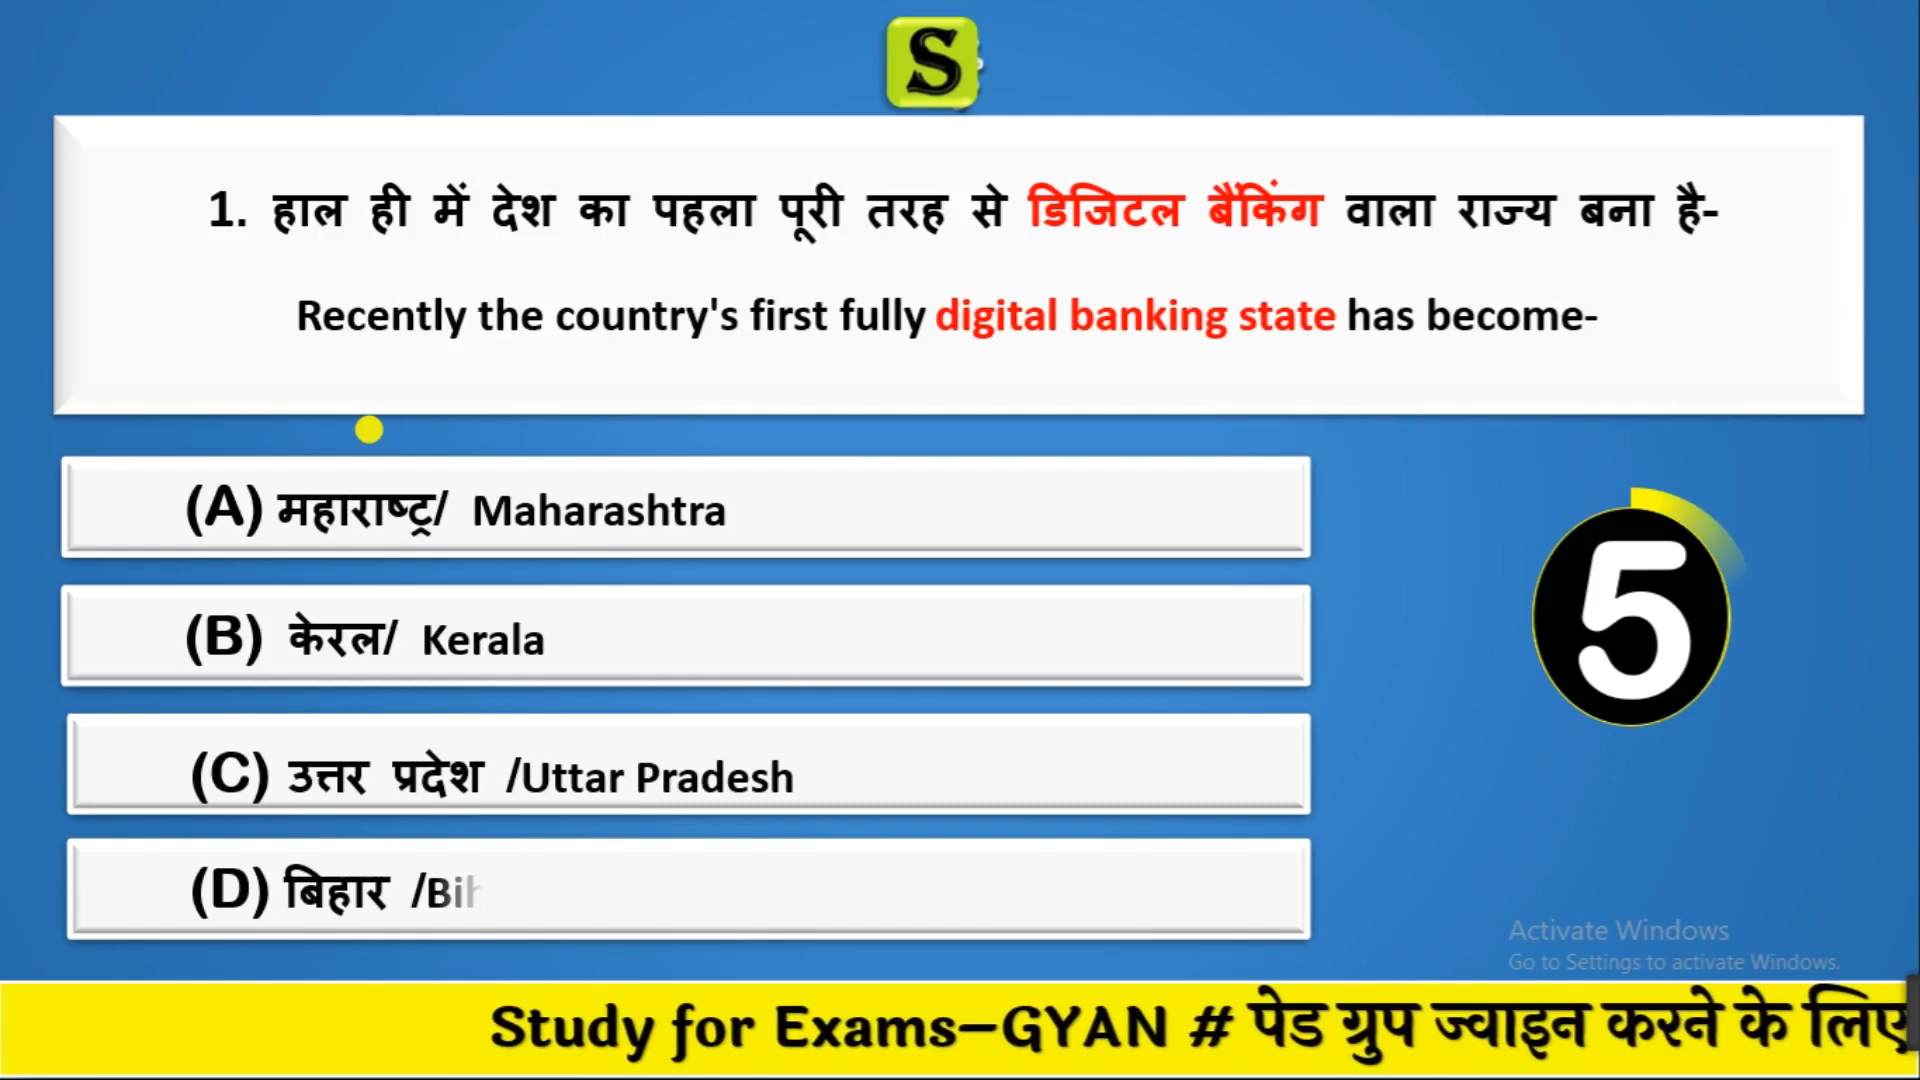 S
1. हाल ही में देश का पहला पूरी तरह से डिजिटल बैंकिंग वाला राज्य बना है-
Recently the country's first fully digital banking state has become-
(A) महाराष्ट्र/ Maharashtra
(B) केरल/ Kerala
(C) उत्तर प्रदेश /Uttar Pradesh
(D) बिहार /Bih
5
Activate Windows
Go to Settings to activate Windows.
Study for Exams—GYAN # पेड ग्रुप ज्वाइन करने के लिए